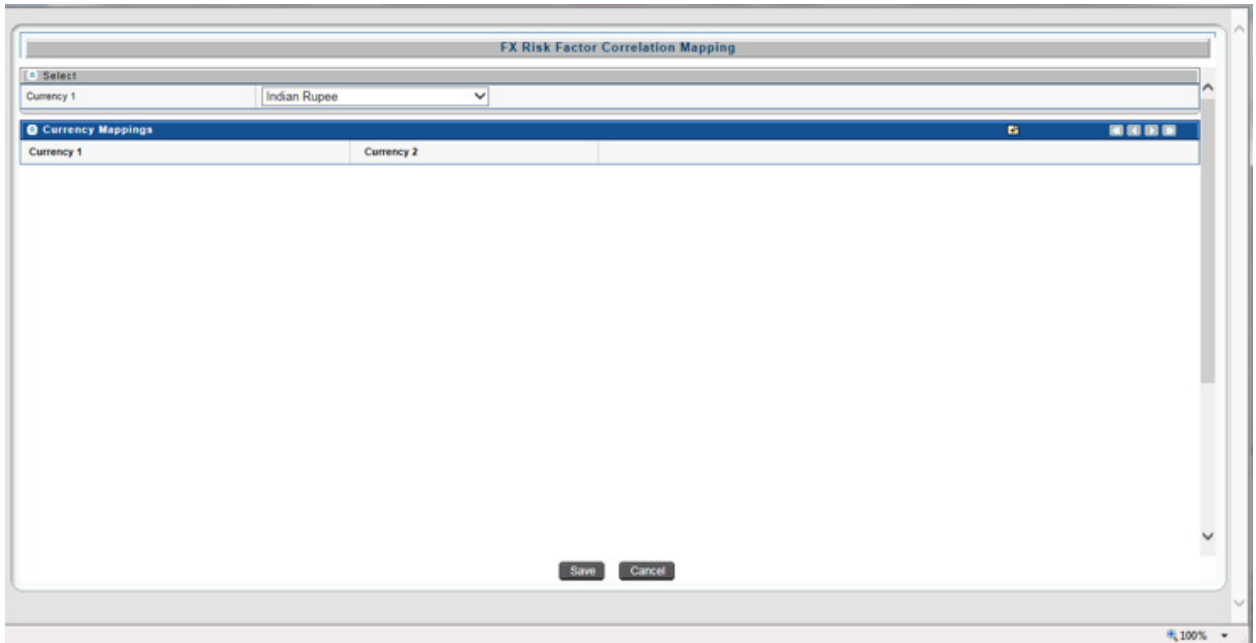 FX Risk Factor Correlation Mapping
Select
Currency 1 Indian Rupee
Currency Mappings
Currency 1 Currency 2
Save Cancel
100%